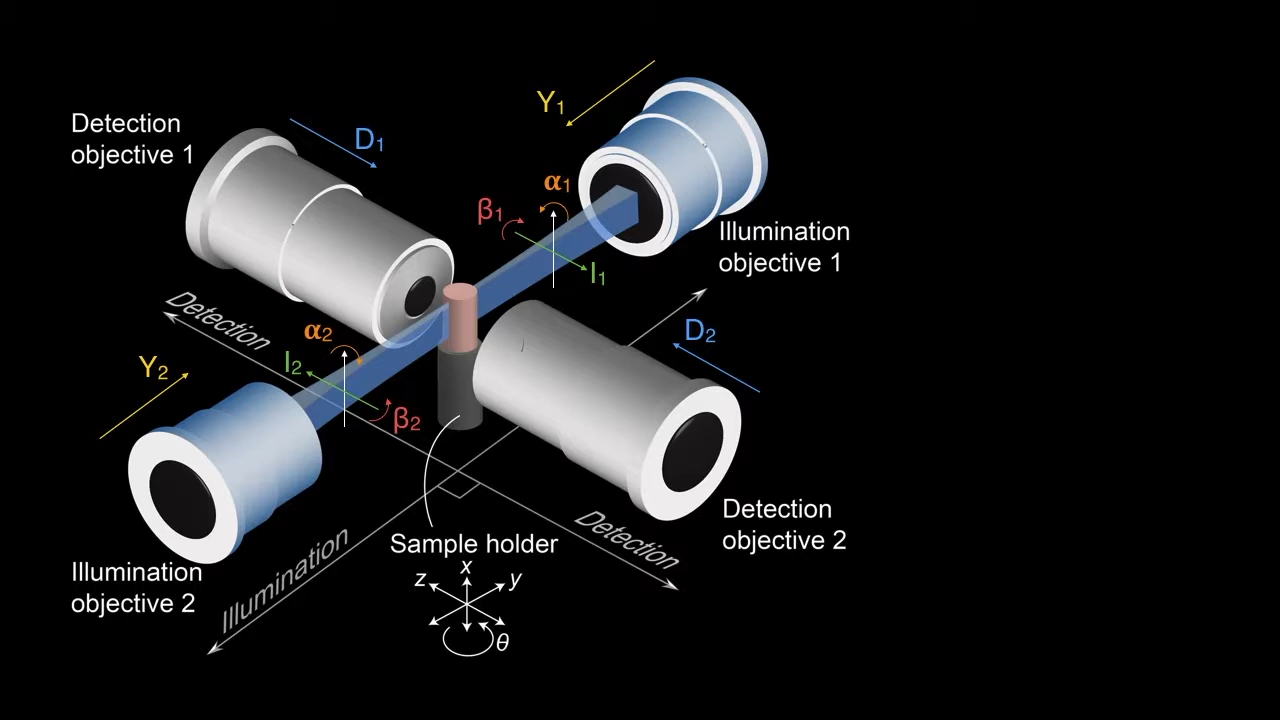 Detection
objective 1
D₁
Y₁
α₁
β₁
I₁
Illumination
objective 1
Detection
α₂
I₂
Y₂
β₂
D₂
Illumination
objective 2
Illumination
Sample holder
Detection
Detection
objective 2
x
z
y
θ